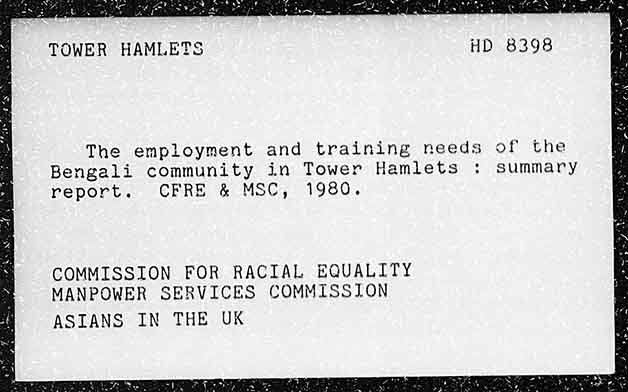 TOWER HAMLETS HD 8398
The employment and training needs of the
Bengali community in Tower Hamlets : summary
report. CFRE & MSC, 1980.
COMMISSION FOR RACIAL EQUALITY
MANPOWER SERVICES COMMISSION
ASIANS IN THE UK